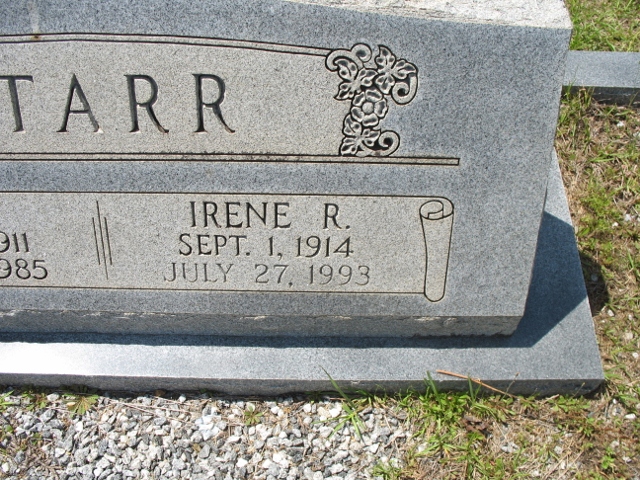 TARR
IRENE R.
911 SEPT. 1, 1914
985 JULY 27, 1993